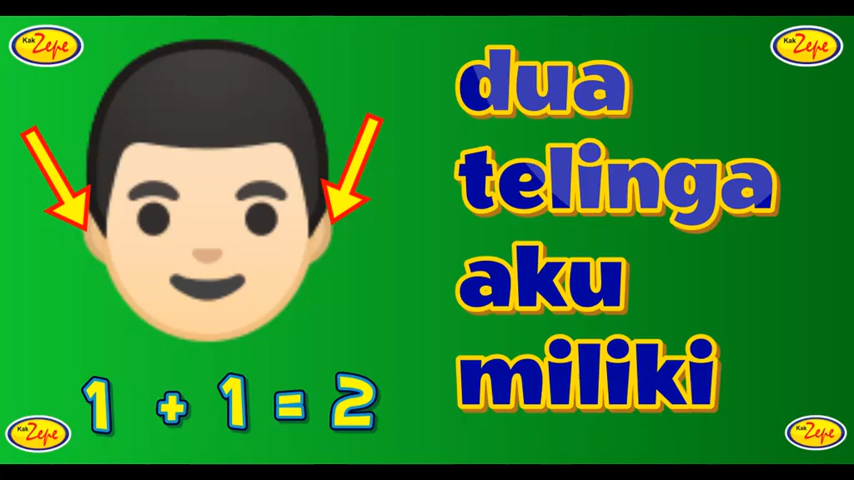 Kak Zepe
Kak Zepe
dua
telinga
aku
miliki
1 + 1 = 2
Kak Zepe
Kak Zepe